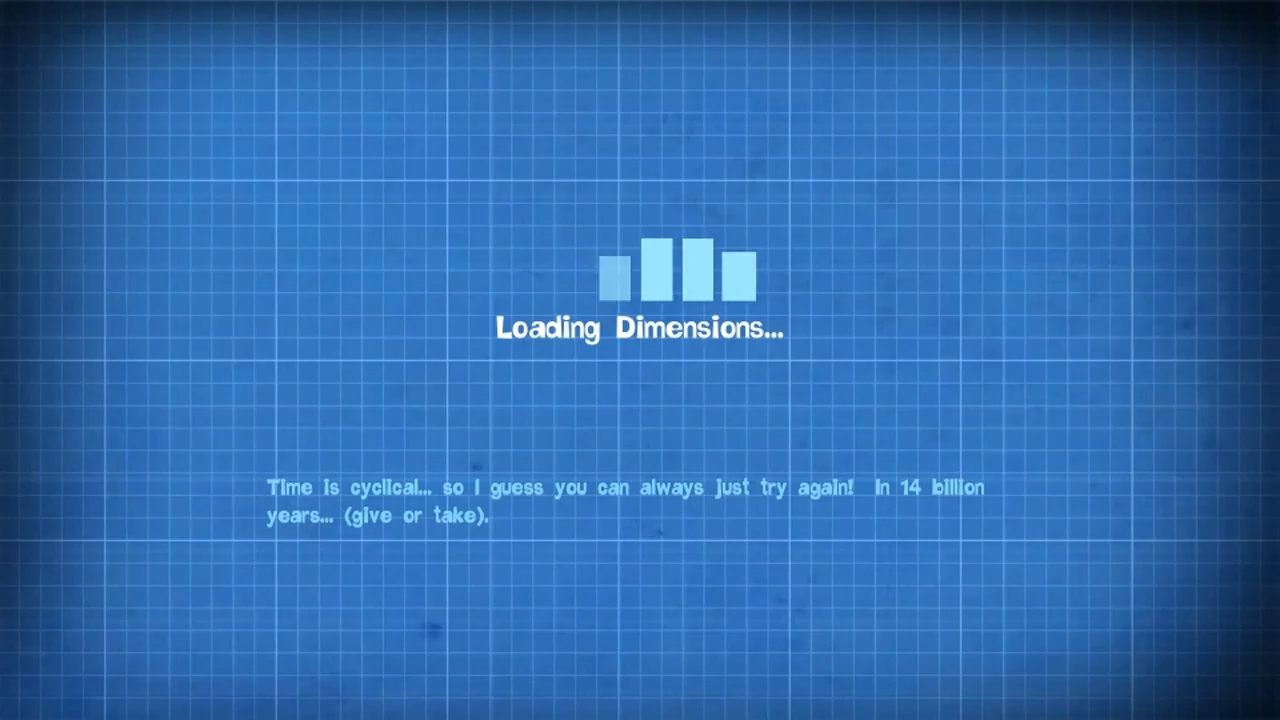 Loading Dimensions...
Time is cyclical... so I guess you can always just try again!  In 14 billion
years... (give or take).